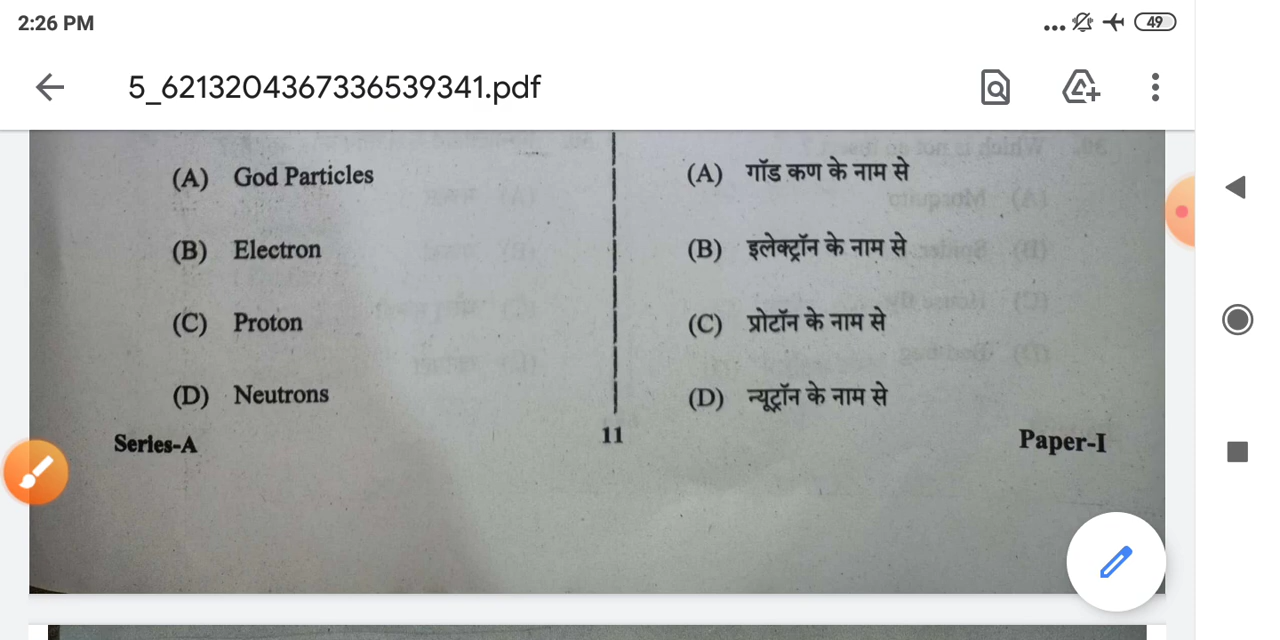 2:26 PM
49
5_6213204367336539341.pdf
(A) God Particles
(B) Electron
(C) Proton
(D) Neutrons
(A) गॉड कण के नाम से
(B) इलेक्ट्रॉन के नाम से
(C) प्रोटॉन के नाम से
(D) न्यूट्रॉन के नाम से
Series-A
11
Paper-I